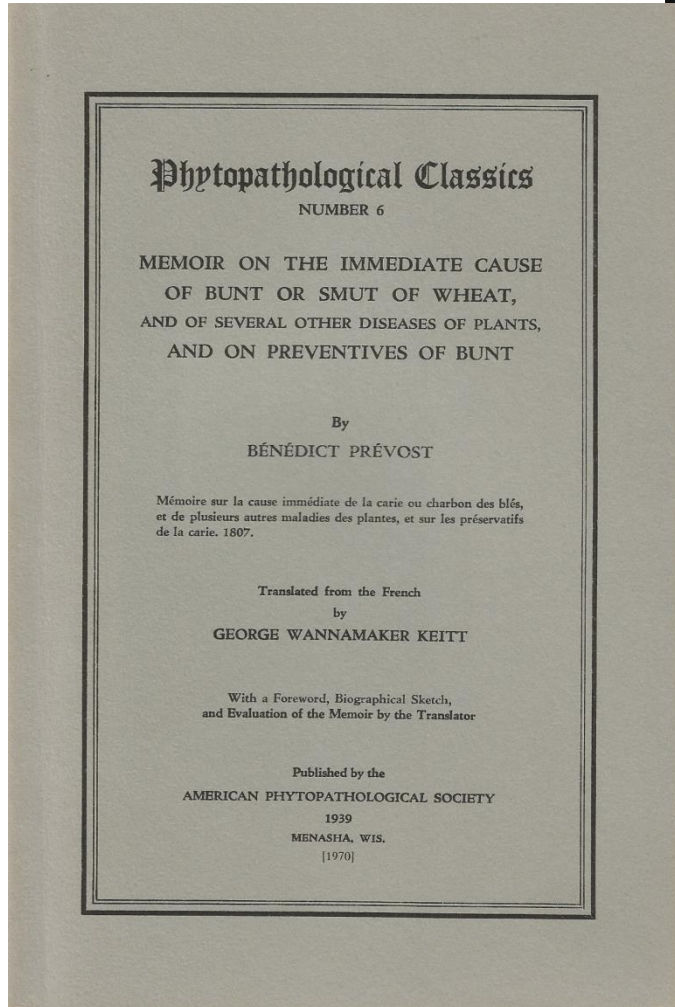 Phytopathological Classics
NUMBER 6
MEMOIR ON THE IMMEDIATE CAUSE
OF BUNT OR SMUT OF WHEAT,
AND OF SEVERAL OTHER DISEASES OF PLANTS,
AND ON PREVENTIVES OF BUNT
By
BÉNÉDICT PRÉVOST
Mémoire sur la cause immédiate de la carie ou charbon des blés,
et de plusieurs autres maladies des plantes, et sur les préservatifs
de la carie. 1807.
Translated from the French
by
GEORGE WANNAMAKER KEITT
With a Foreword, Biographical Sketch,
and Evaluation of the Memoir by the Translator
Published by the
AMERICAN PHYTOPATHOLOGICAL SOCIETY
1939
MENASHA, WIS.
[1970]